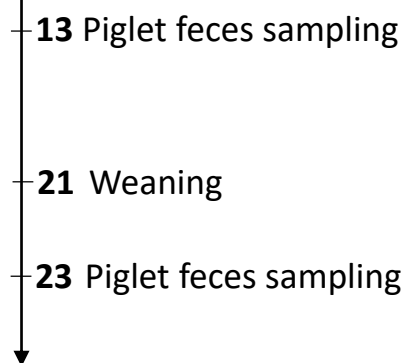 13 Piglet feces sampling
21 Weaning
23 Piglet feces sampling